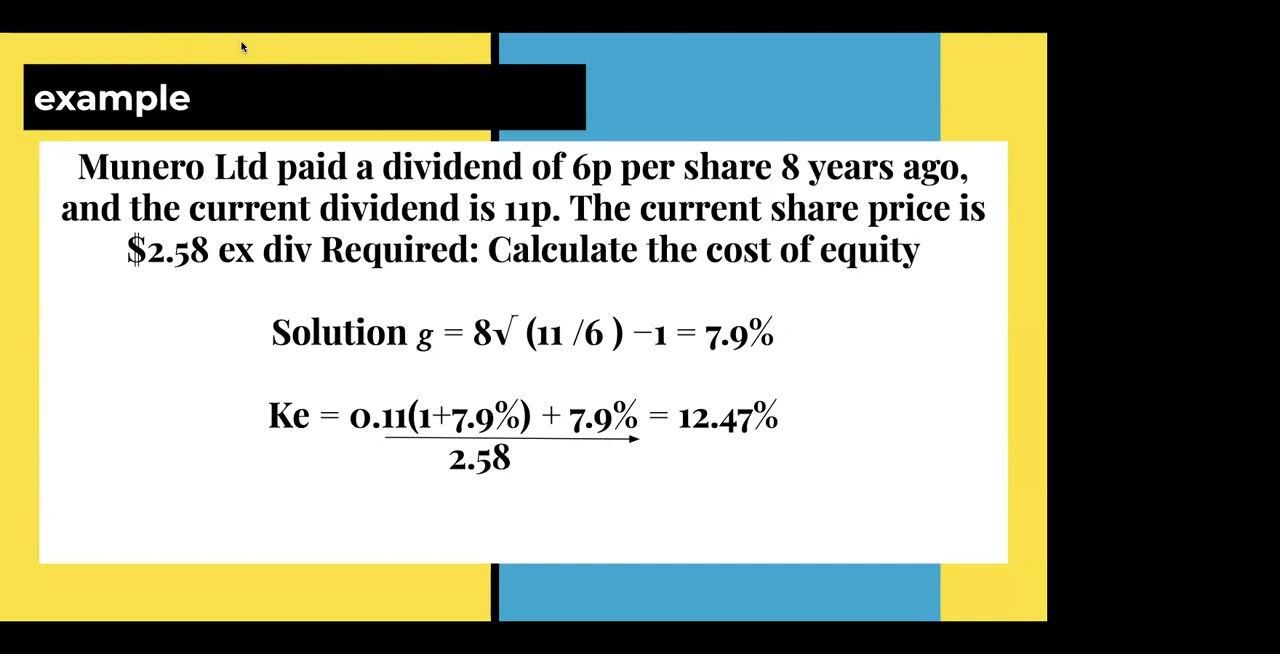 example
Munero Ltd paid a dividend of 6p per share 8 years ago,
and the current dividend is 11p. The current share price is
$2.58 ex div Required: Calculate the cost of equity
Solution g = 8√ (11 /6 ) −1 = 7.9%
Ke = 0.11(1+7.9%) + 7.9% = 12.47%
2.58